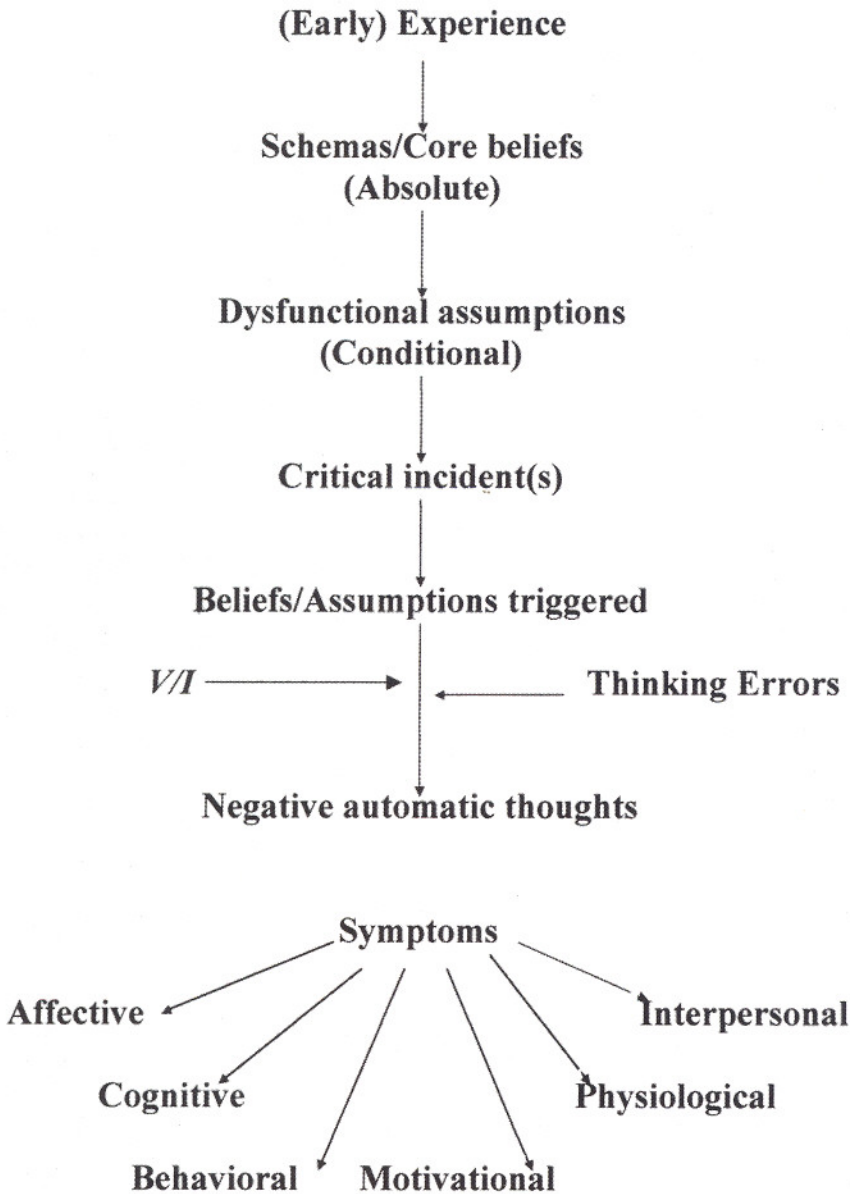 (Early) Experience
Schemas/Core beliefs
(Absolute)
Dysfunctional assumptions
(Conditional)
Critical incident(s)
Beliefs/Assumptions triggered
V/I
Thinking Errors
Negative automatic thoughts
Symptoms
Affective
Interpersonal
Cognitive
Physiological
Behavioral
Motivational